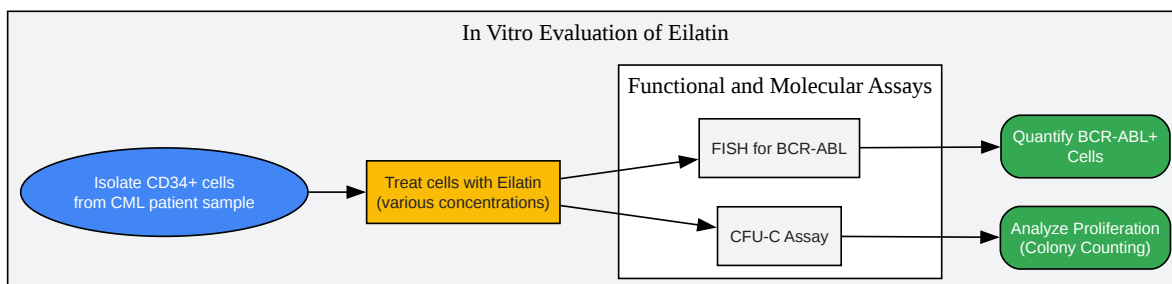 In Vitro Evaluation of Eilatin
Functional and Molecular Assays
Isolate CD34+ cells
from CML patient sample
Treat cells with Eilatin
(various concentrations)
FISH for BCR-ABL
CFU-C Assay
Quantify BCR-ABL+
Cells
Analyze Proliferation
(Colony Counting)